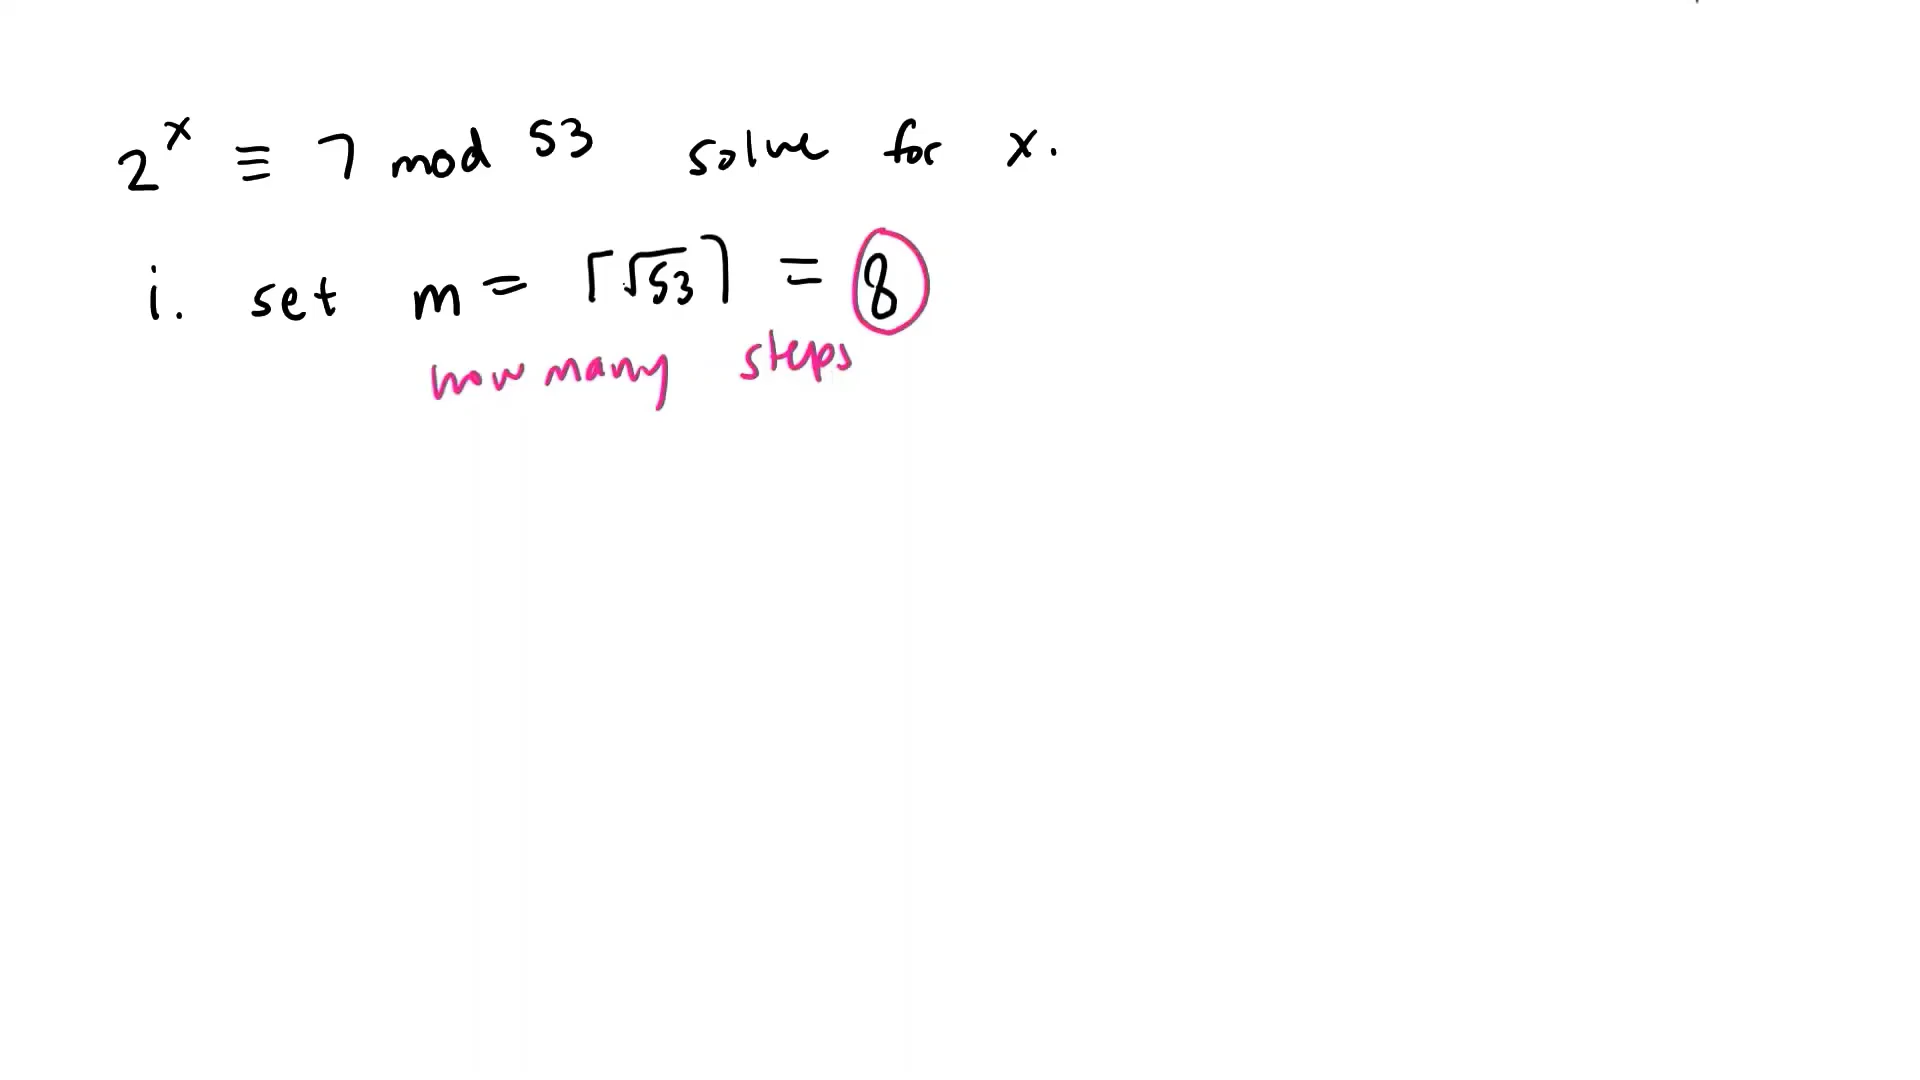 2^x ≡ 7 mod 53 solve for x.
i. set m = ⌈√53⌉ = 8
how many steps